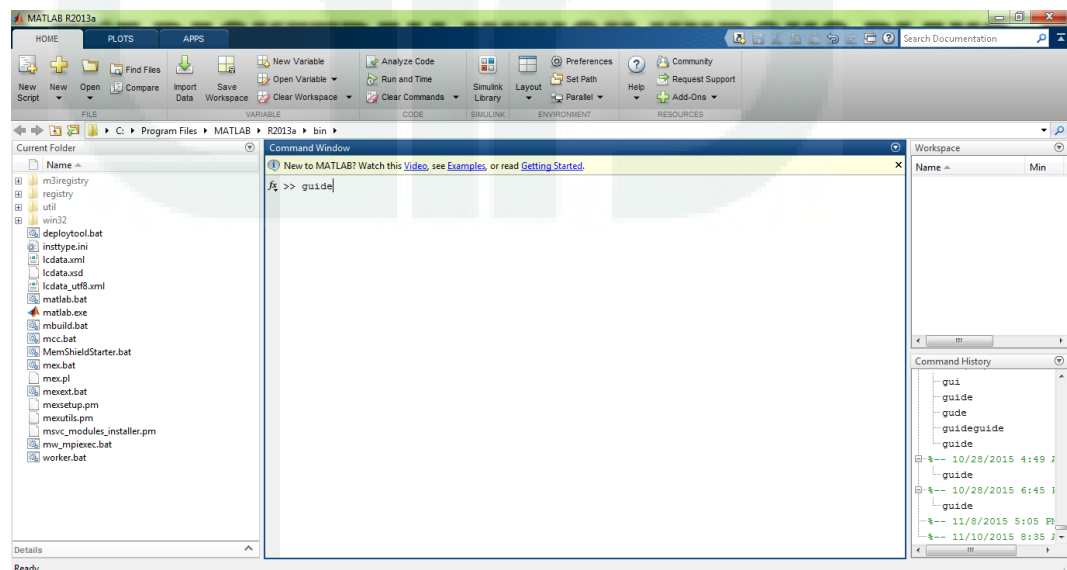 MATLAB R2013a
HOME PLOTS APPS
Search Documentation
New Script
New
Open
Find Files
Compare
Import Data
Save Workspace
New Variable
Open Variable
Clear Workspace
Analyze Code
Run and Time
Clear Commands
Simulink Library
Layout
Preferences
Set Path
Parallel
Help
Community
Request Support
Add-Ons
FILE VARIABLE CODE SIMULINK ENVIRONMENT RESOURCES
C: Program Files MATLAB R2013a bin
Current Folder
Name
m3iregistry
registry
util
win32
deploytool.bat
insttype.ini
lcdata.xml
lcdata.xsd
lcdata_utf8.xml
matlab.bat
matlab.exe
mbuild.bat
mcc.bat
MemShieldStarter.bat
mex.bat
mex.pl
mexext.bat
mexsetup.pm
mexutils.pm
msvc_modules_installer.pm
mw_mpiexec.bat
worker.bat
Details
Command Window
New to MATLAB? Watch this Video, see Examples, or read Getting Started.
fx >> guide
Workspace
Name Min
Command History
gui
guide
gude
guideguide
guide
%-- 10/28/2015 4:49
guide
%-- 10/28/2015 6:45
guide
%-- 11/8/2015 5:05 PM
%-- 11/10/2015 8:35
Ready